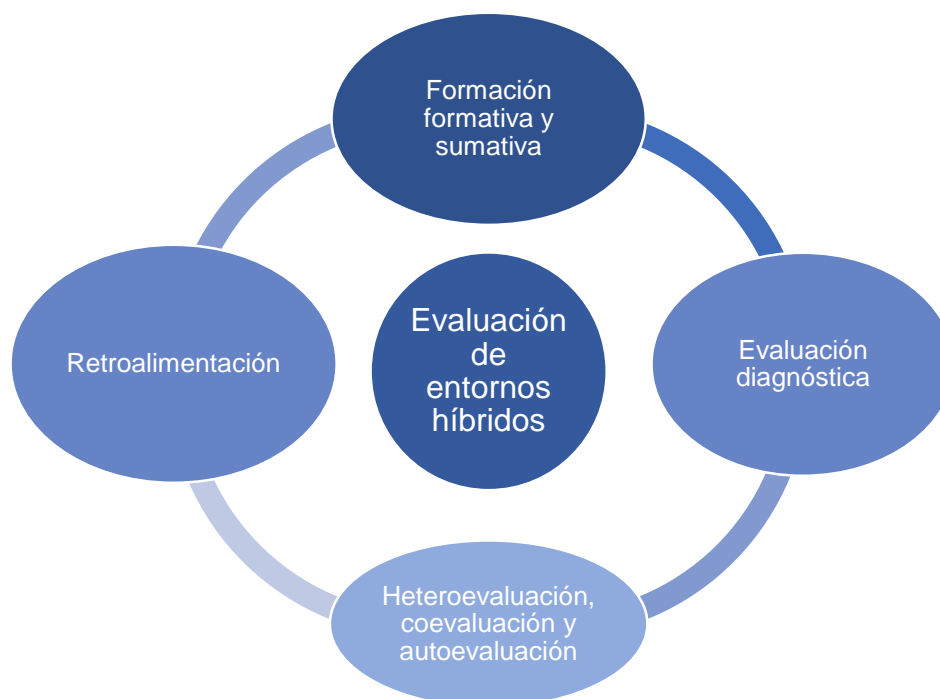 Formación
formativa y
sumativa
Retroalimentación
Evaluación
de
entornos
híbridos
Evaluación
diagnóstica
Heteroevaluación,
coevaluación y
autoevaluación